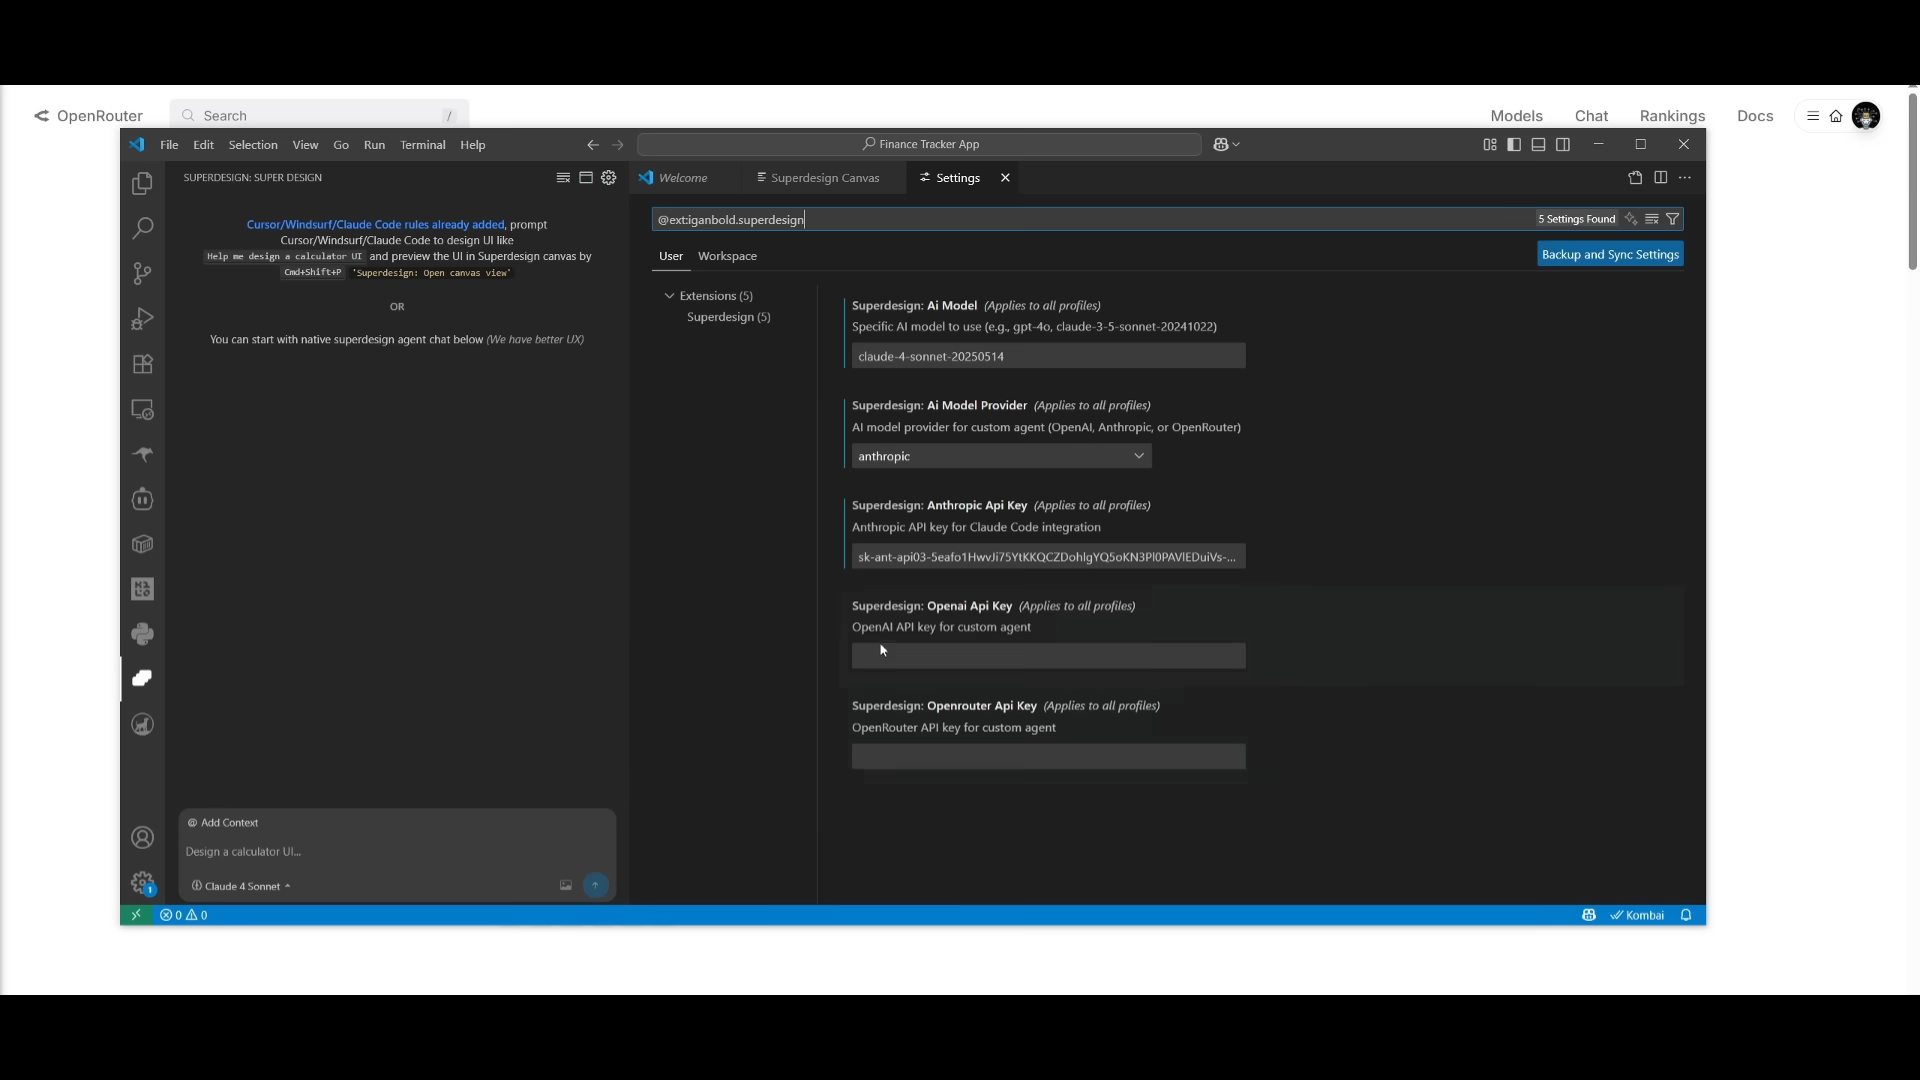 OpenRouter
Search
/
Models
Chat
Rankings
Docs
File Edit Selection View Go Run Terminal Help
Finance Tracker App
SUPERDESIGN: SUPER DESIGN
Welcome
Superdesign Canvas
Settings
Cursor/Windsurf/Claude Code rules already added, prompt
Cursor/Windsurf/Claude Code to design UI like
Help me design a calculator UI and preview the UI in Superdesign canvas by
Cmd+Shift+P 'Superdesign: Open canvas view'
OR
You can start with native superdesign agent chat below (We have better UX)
@ext:iganbold.superdesign
5 Settings Found
User
Workspace
Backup and Sync Settings
Extensions (5)
Superdesign (5)
Superdesign: Ai Model (Applies to all profiles)
Specific AI model to use (e.g., gpt-4o, claude-3-5-sonnet-20241022)
claude-4-sonnet-20250514
Superdesign: Ai Model Provider (Applies to all profiles)
AI model provider for custom agent (OpenAI, Anthropic, or OpenRouter)
anthropic
Superdesign: Anthropic Api Key (Applies to all profiles)
Anthropic API key for Claude Code integration
Superdesign: Openai Api Key (Applies to all profiles)
OpenAI API key for custom agent
Superdesign: Openrouter Api Key (Applies to all profiles)
OpenRouter API key for custom agent
@ Add Context
Design a calculator UI...
Claude 4 Sonnet
1
0 0
Kombai